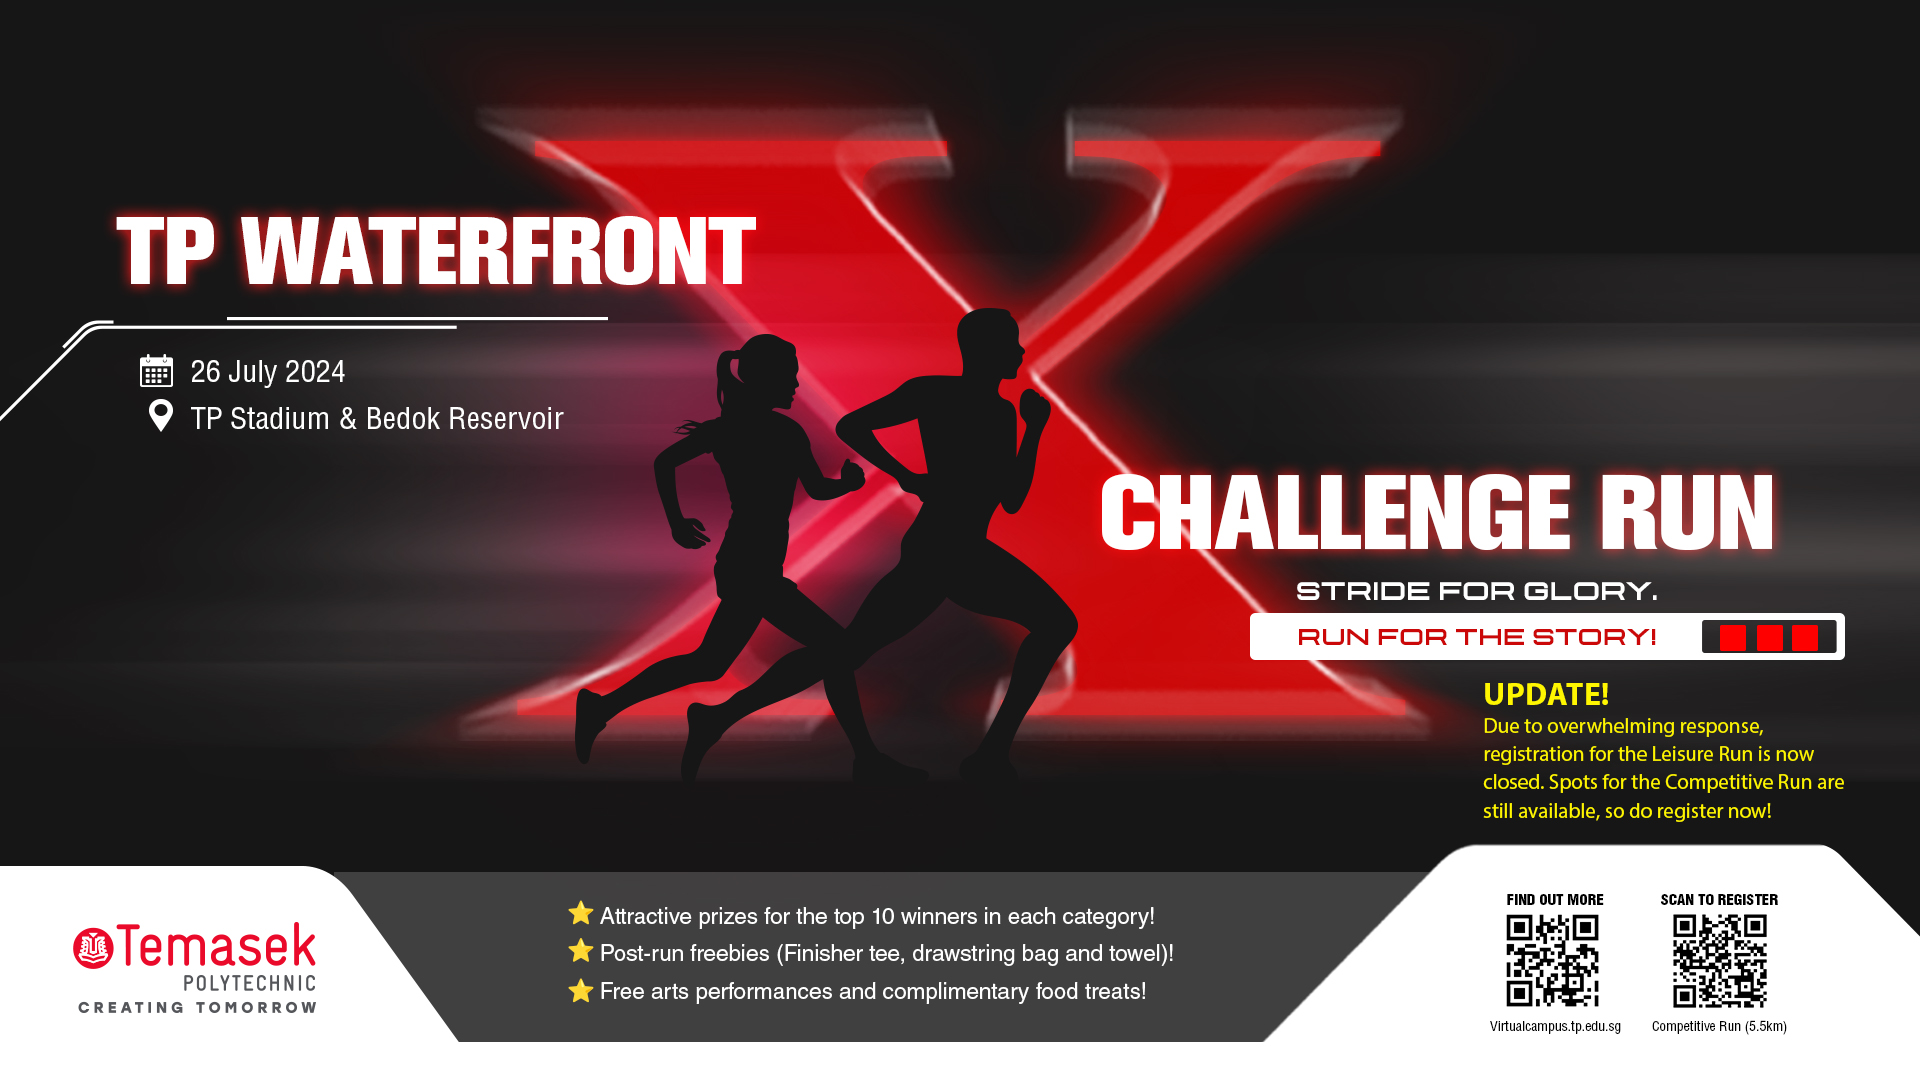 TP WATERFRONT
26 July 2024
TP Stadium & Bedok Reservoir
X
CHALLENGE RUN
STRIDE FOR GLORY.
RUN FOR THE STORY!
UPDATE!
Due to overwhelming response,
registration for the Leisure Run is now
closed. Spots for the Competitive Run are
still available, so do register now!
Temasek
POLYTECHNIC
CREATING TOMORROW
Attractive prizes for the top 10 winners in each category!
Post-run freebies (Finisher tee, drawstring bag and towel)!
Free arts performances and complimentary food treats!
FIND OUT MORE
Virtualcampus.tp.edu.sg
SCAN TO REGISTER
Competitive Run (5.5km)